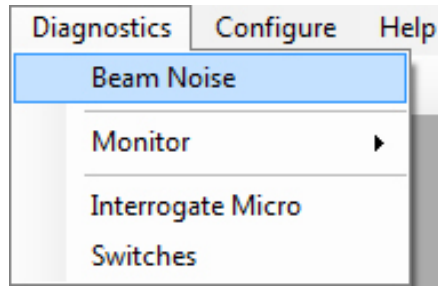 Diagnostics Configure Help
Beam Noise
Monitor
Interrogate Micro
Switches